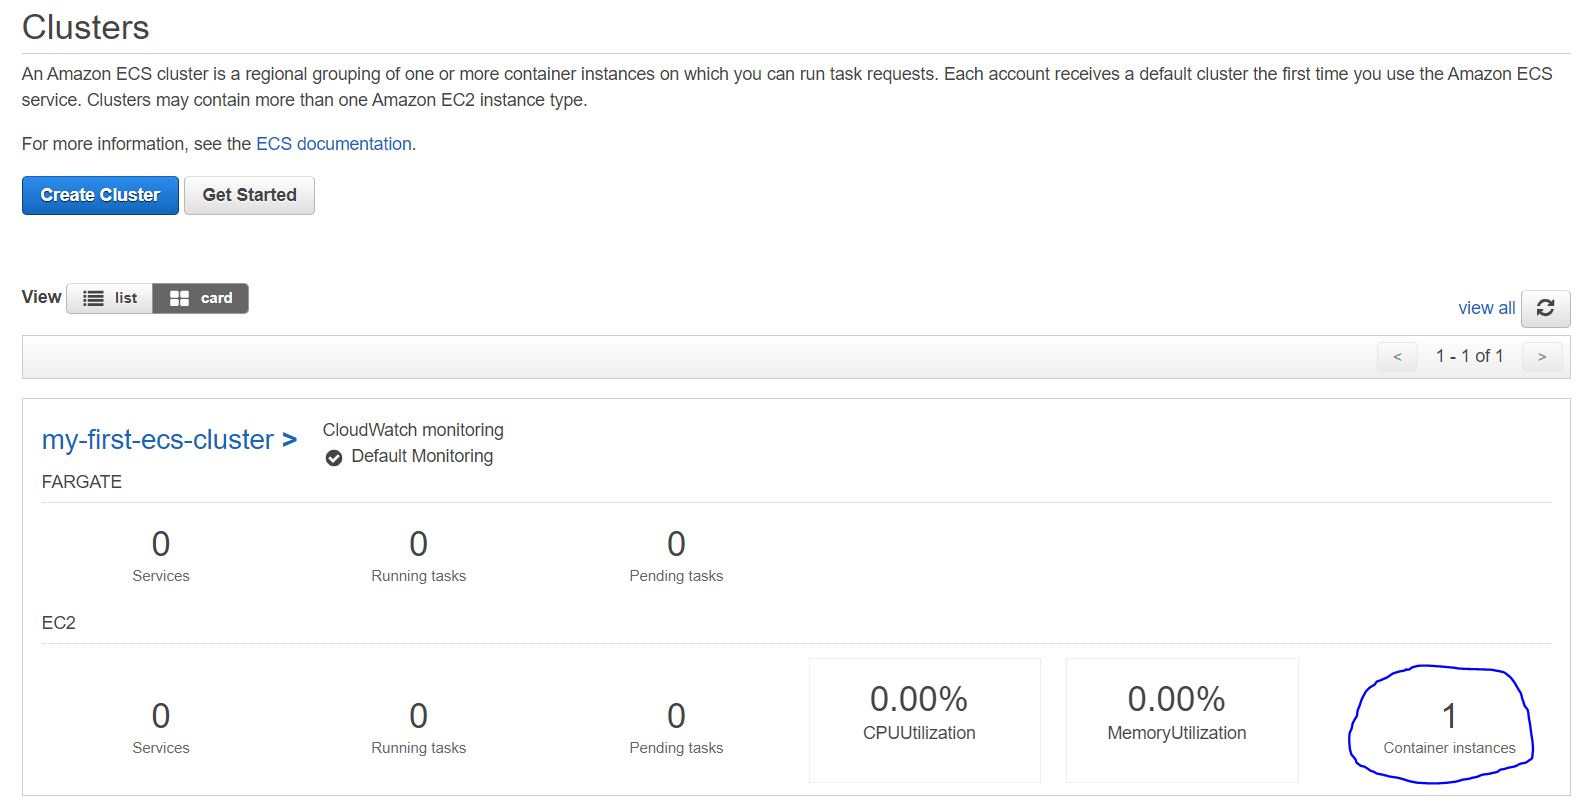 Clusters
An Amazon ECS cluster is a regional grouping of one or more container instances on which you can run task requests. Each account receives a default cluster the first time you use the Amazon ECS
service. Clusters may contain more than one Amazon EC2 instance type.
For more information, see the ECS documentation.
Create Cluster Get Started
View list card
view all
< 1 - 1 of 1 >
my-first-ecs-cluster >
CloudWatch monitoring
Default Monitoring
FARGATE
0 0 0
Services Running tasks Pending tasks
EC2
0 0 0 0.00% 0.00% 1
Services Running tasks Pending tasks CPUUtilization MemoryUtilization Container instances